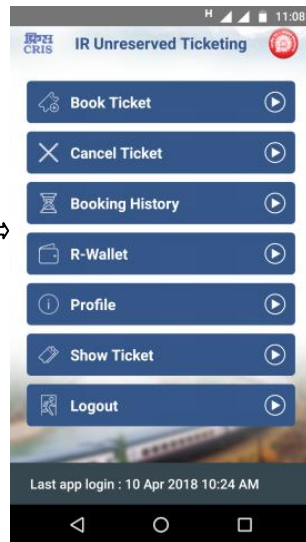 H 11:08
क्रिस
CRIS
IR Unreserved Ticketing
Book Ticket
Cancel Ticket
Booking History
R-Wallet
Profile
Show Ticket
Logout
Last app login : 10 Apr 2018 10:24 AM